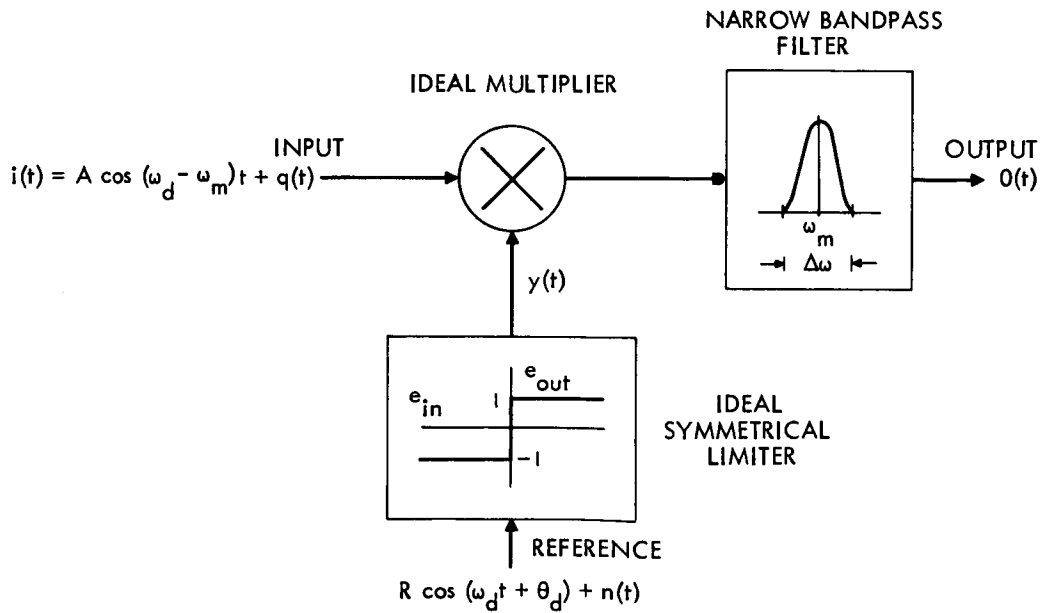 NARROW BANDPASS
FILTER
IDEAL MULTIPLIER
INPUT
i(t) = A cos (ω_d - ω_m) t + q(t)
OUTPUT
0(t)
ω_m
Δω
y(t)
e_out
e_in
1
-1
IDEAL
SYMMETRICAL
LIMITER
REFERENCE
R cos (ω_d t + θ_d) + n(t)